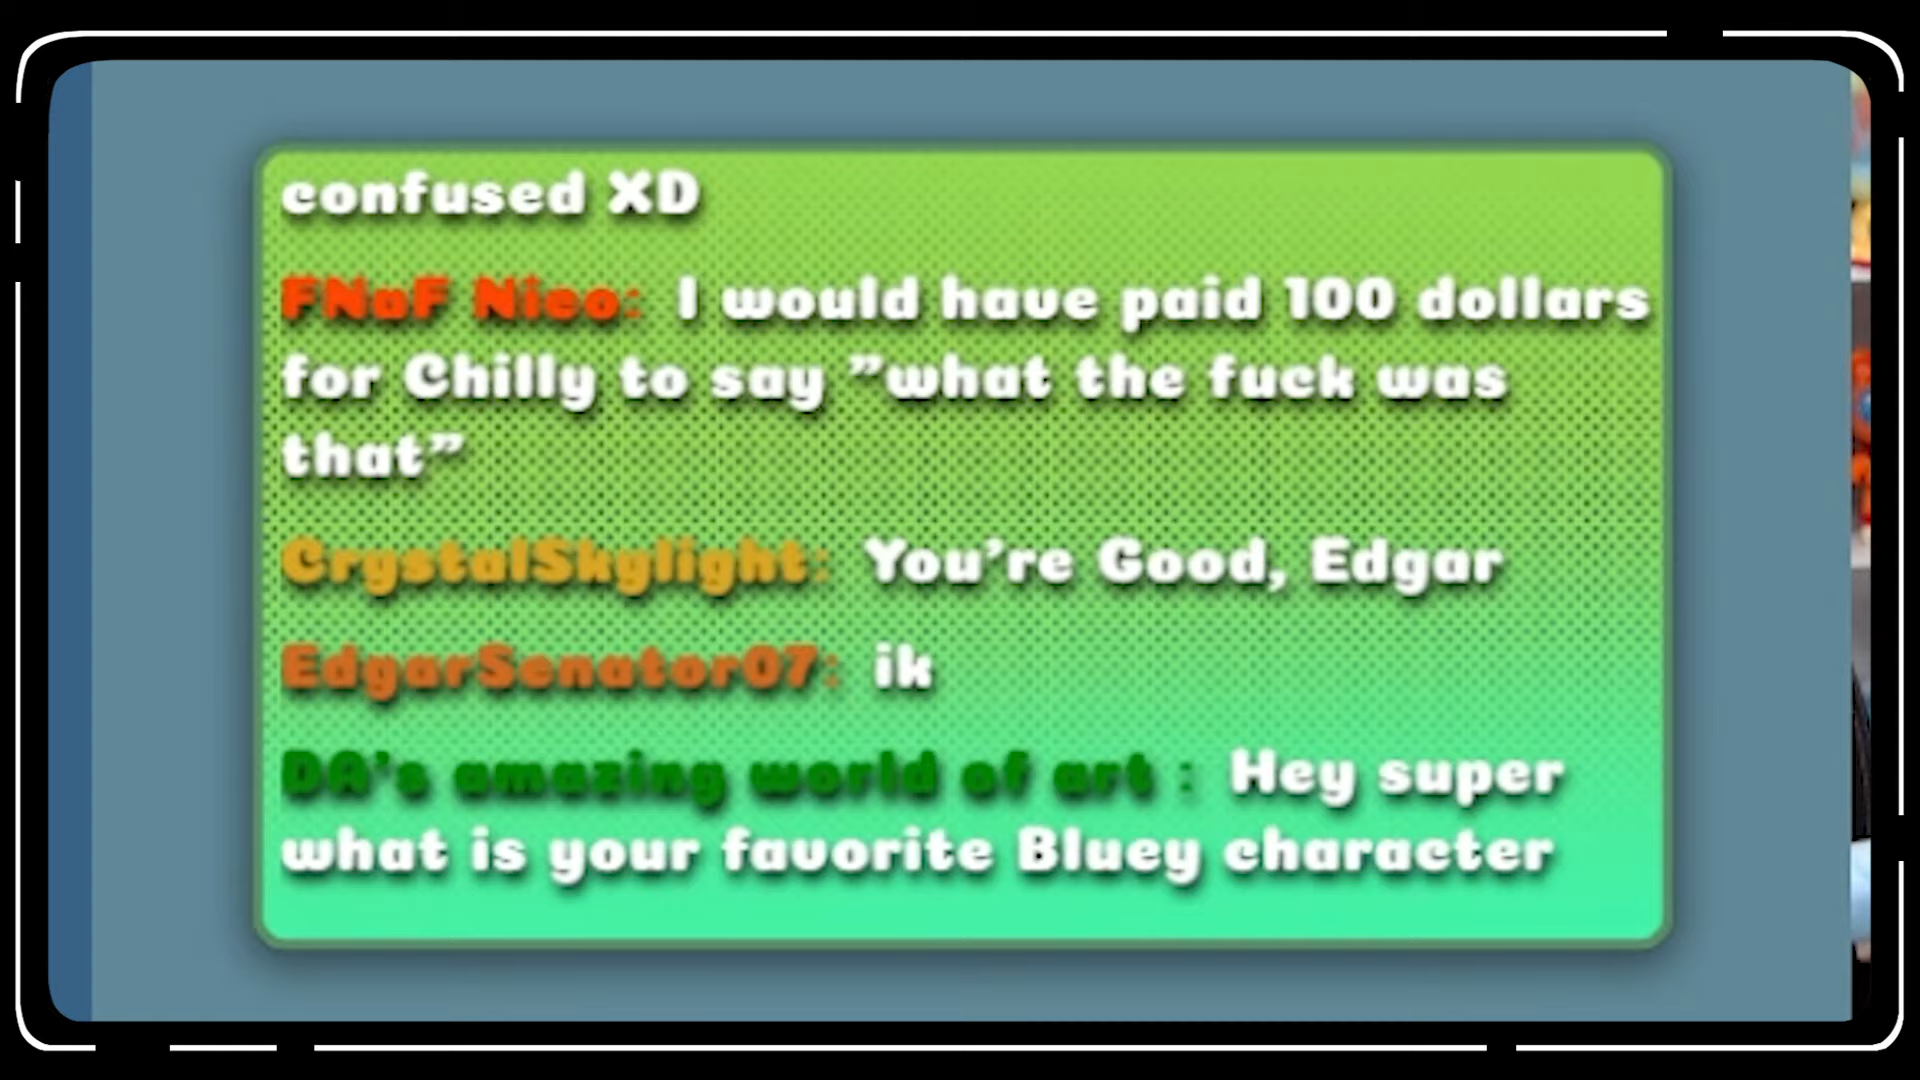 confused XD
FNaF Nico: I would have paid 100 dollars
for Chilly to say ”what the fuck was
that”
CrystalSkylight: You’re Good, Edgar
EdgarSenator07: ik
DA’s amazing world of art : Hey super
what is your favorite Bluey character